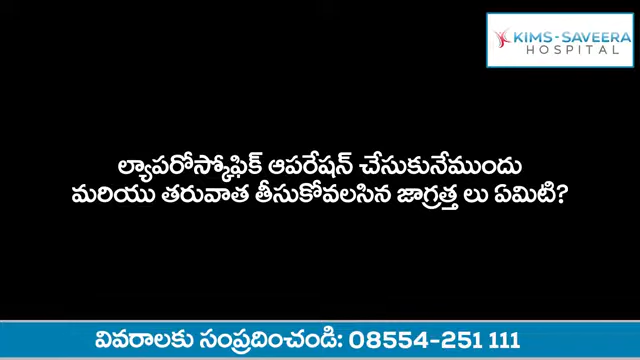 KIMS - SAVEERA
HOSPITAL
ల్యాపరోస్కోఫిక్ ఆపరేషన్ చేసుకునేముందు
మరియు తరువాత తీసుకోవలసిన జాగ్రత్త లు ఏమిటి?
వివరాలకు సంప్రదించండి: 08554-251 111